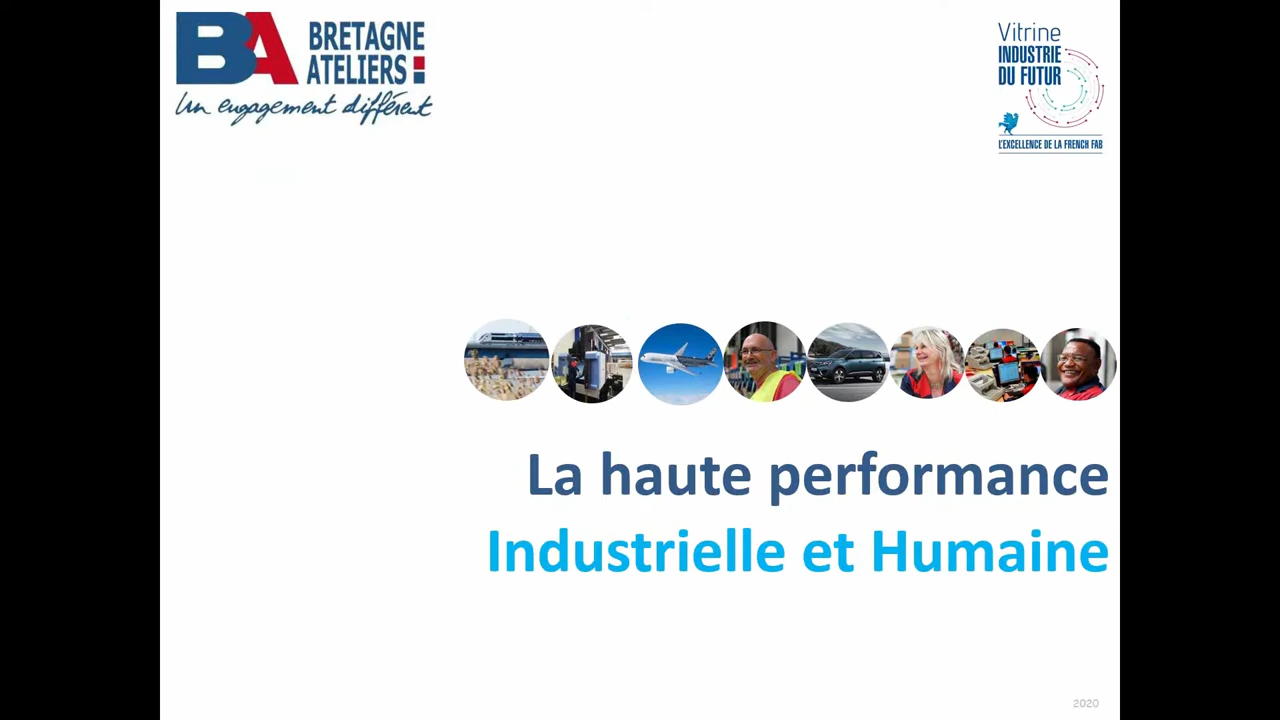 BA BRETAGNE
ATELIERS
Un engagement différent
Vitrine
INDUSTRIE
DU FUTUR
L'EXCELLENCE DE LA FRENCH FAB
La haute performance
Industrielle et Humaine
2020